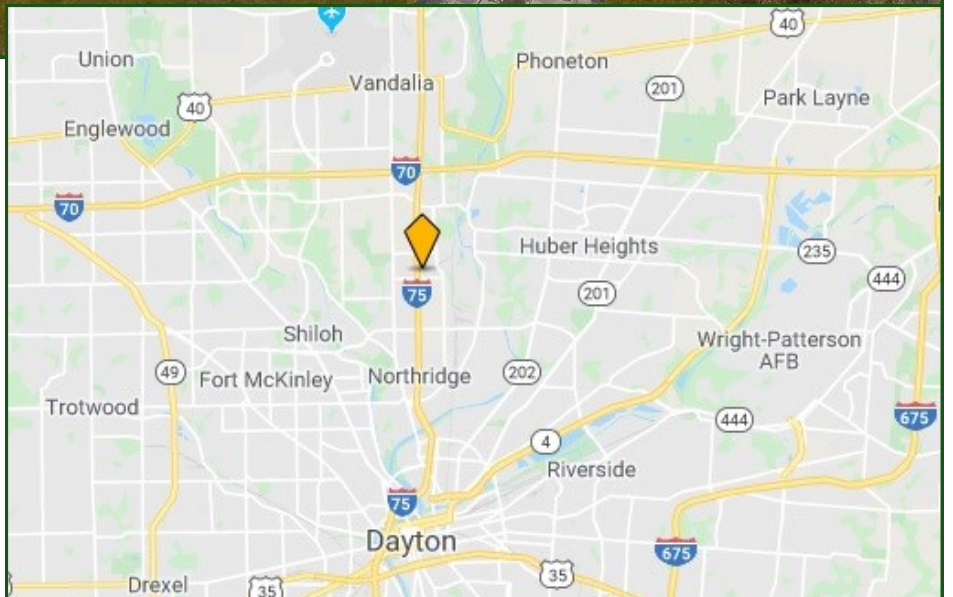 40
Union
Phoneton
Vandalia
201
Park Layne
40
Englewood
70
70
Huber Heights
235
444
75
201
Shiloh
Wright-Patterson
AFB
49
Fort McKinley
Northridge
202
Trotwood
675
444
4
Riverside
75
Dayton
675
35
Drexel
35